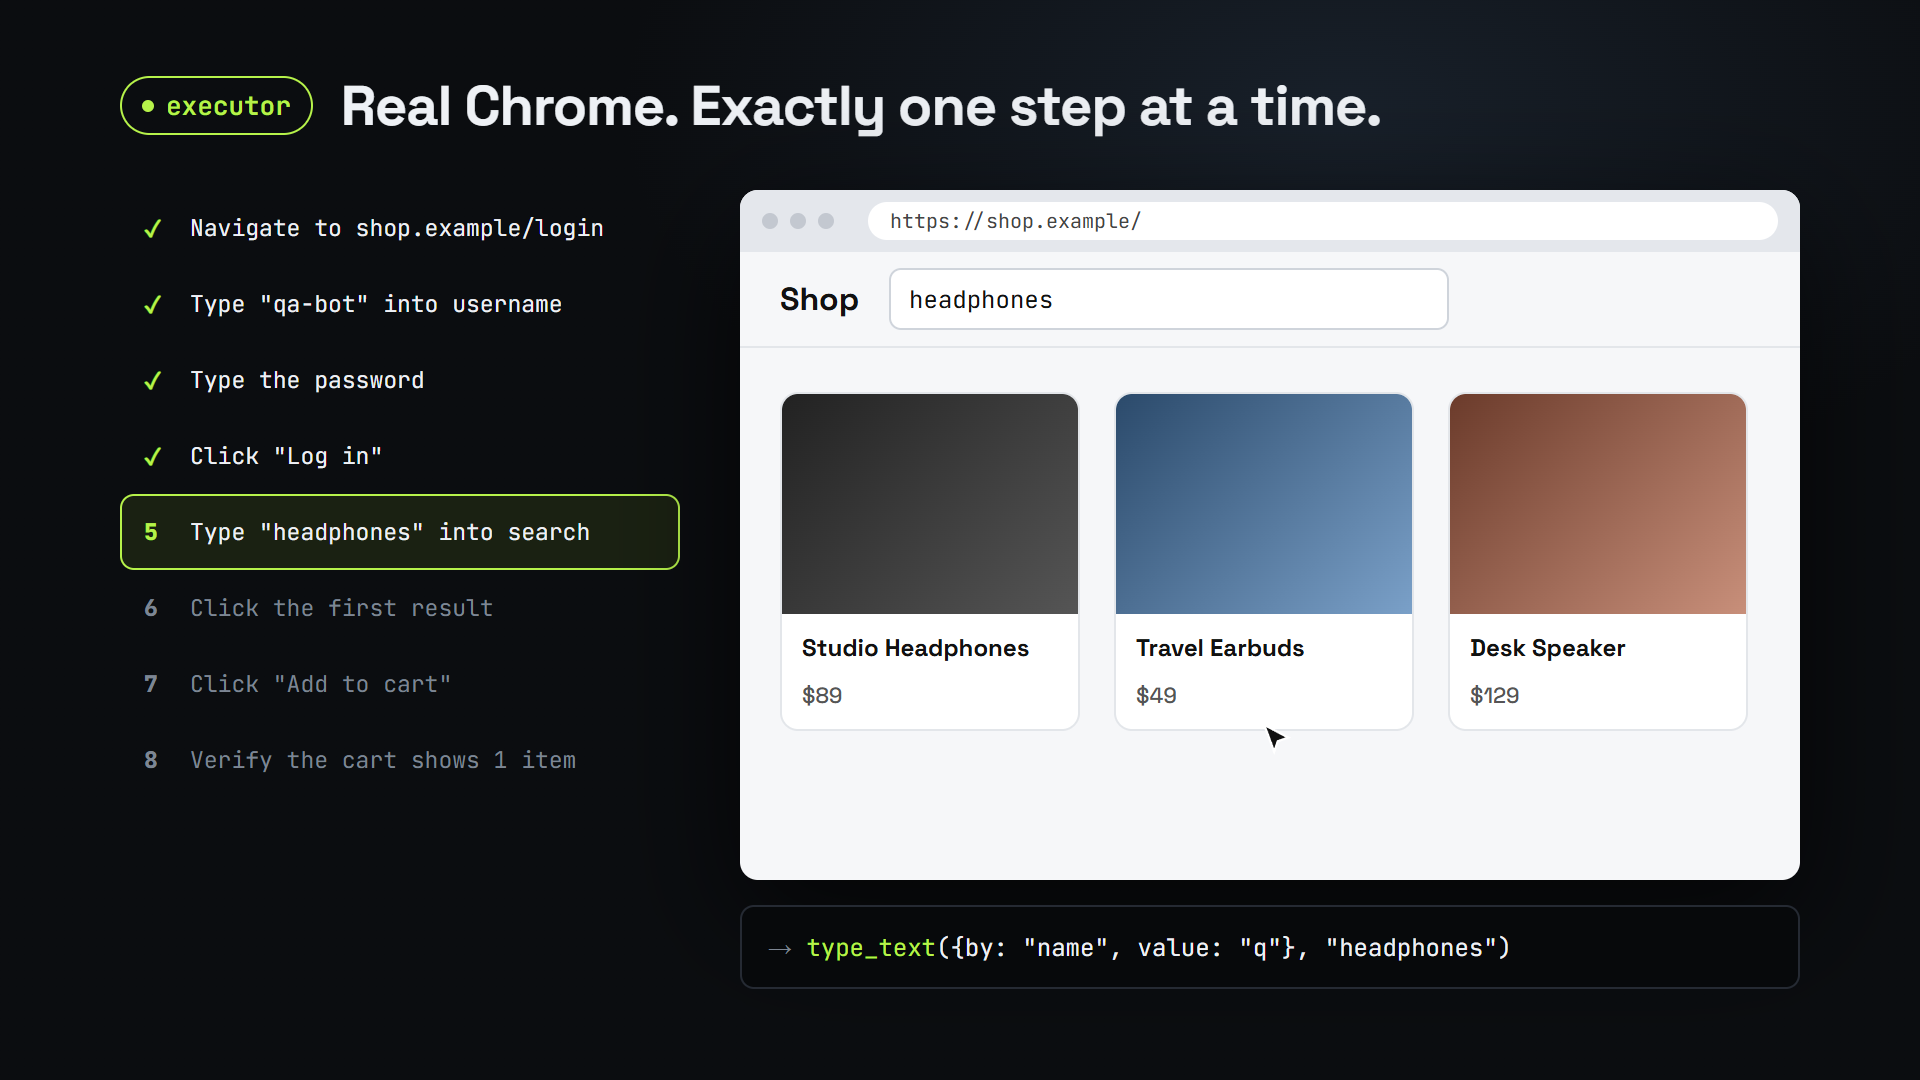 executor
Real Chrome. Exactly one step at a time.
✓ Navigate to shop.example/login
✓ Type "qa-bot" into username
✓ Type the password
✓ Click "Log in"
5 Type "headphones" into search
6 Click the first result
7 Click "Add to cart"
8 Verify the cart shows 1 item
https://shop.example/
Shop
headphones
Studio Headphones
$89
Travel Earbuds
$49
Desk Speaker
$129
→ type_text({by: "name", value: "q"}, "headphones")